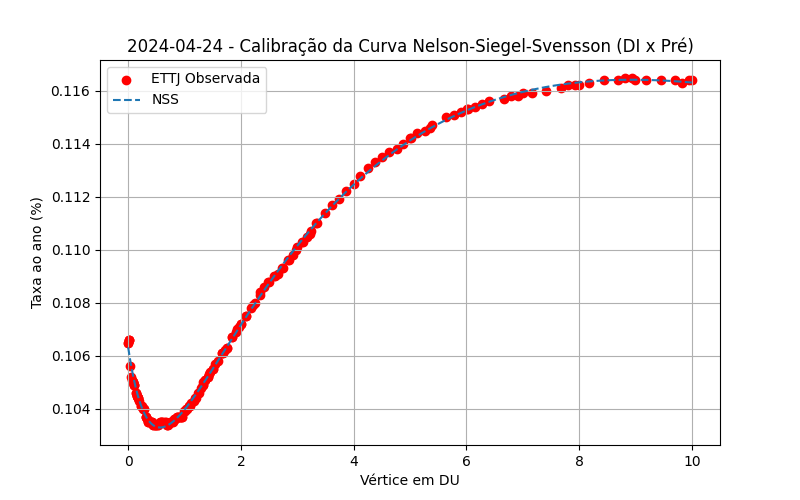 2024-04-24 - Calibração da Curva Nelson-Siegel-Svensson (DI x Pré)
ETTJ Observada
NSS
0.116
0.114
0.112
0.110
0.108
0.106
0.104
Taxa ao ano (%)
0 2 4 6 8 10
Vértice em DU